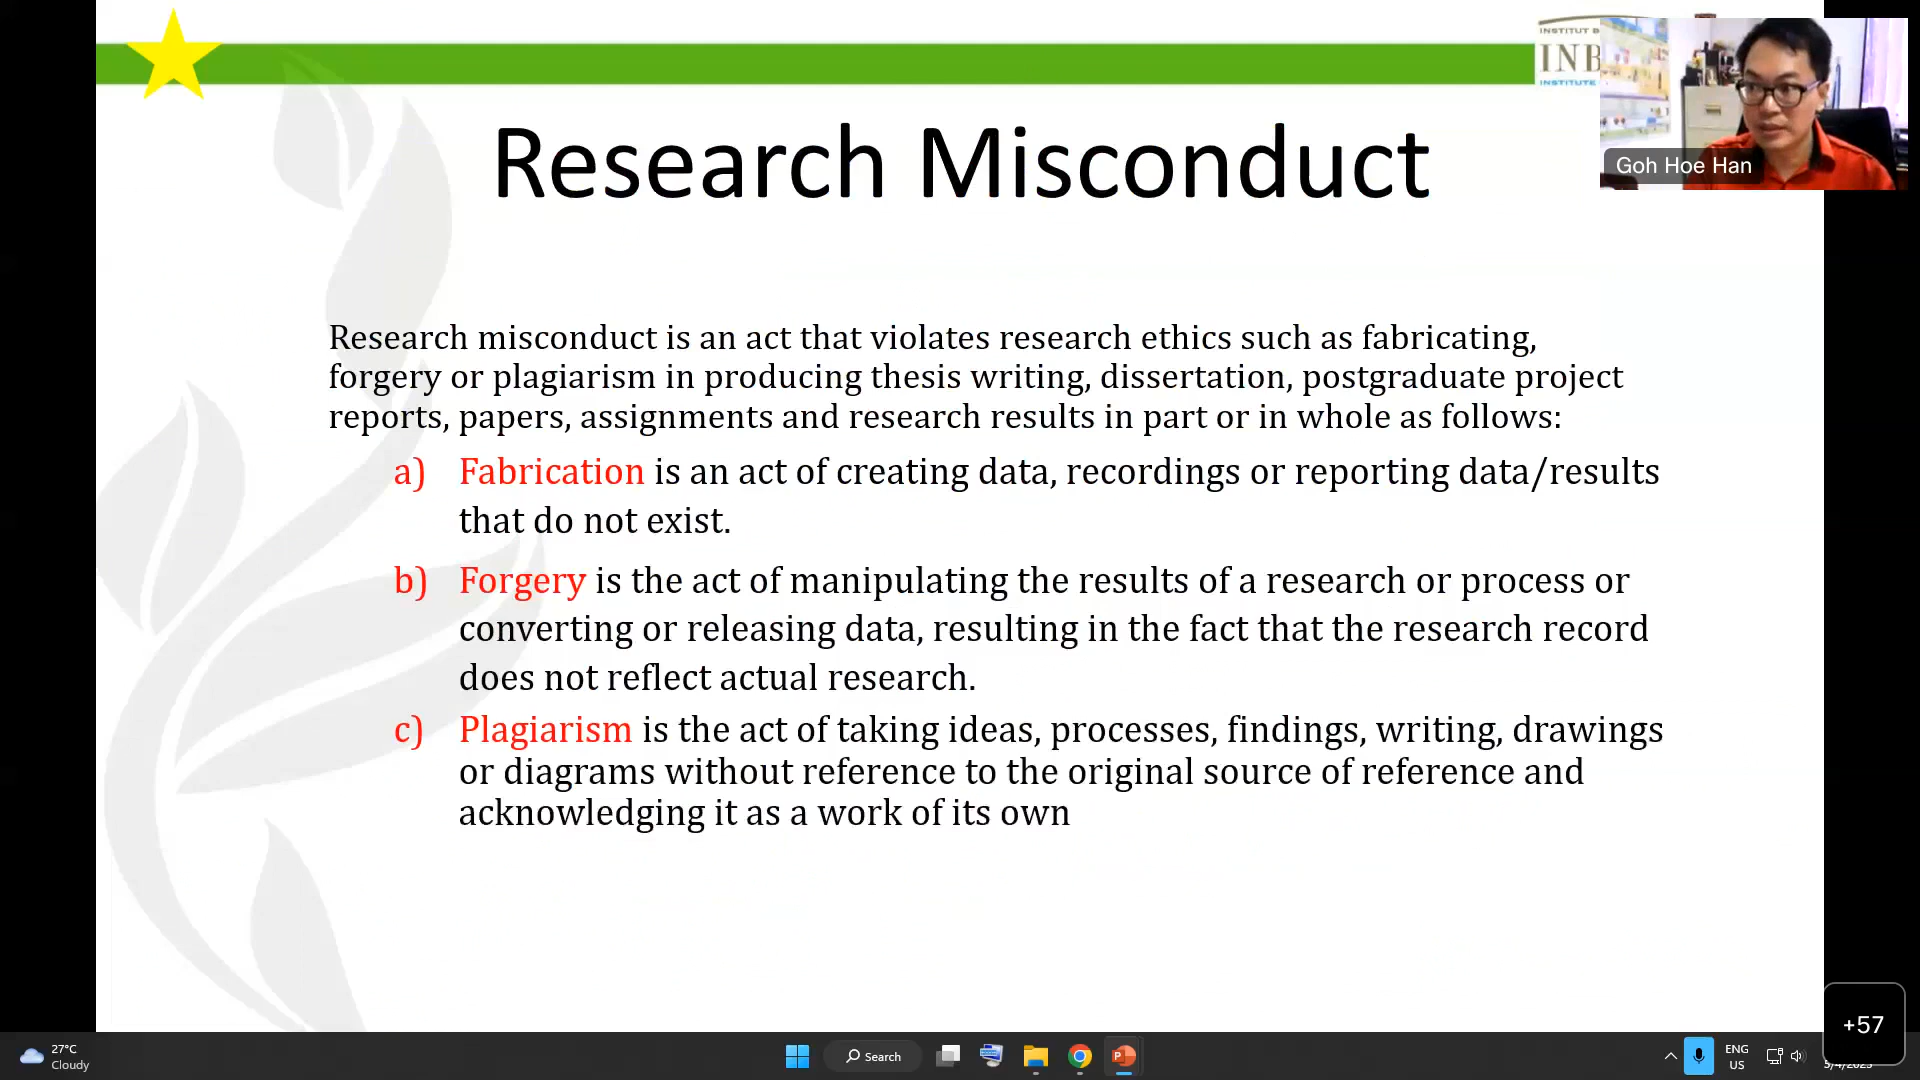 INSTITUT
INB
INSTITUTE
Research Misconduct
Goh Hoe Han
Research misconduct is an act that violates research ethics such as fabricating,
forgery or plagiarism in producing thesis writing, dissertation, postgraduate project
reports, papers, assignments and research results in part or in whole as follows:
a) Fabrication is an act of creating data, recordings or reporting data/results
that do not exist.
b) Forgery is the act of manipulating the results of a research or process or
converting or releasing data, resulting in the fact that the research record
does not reflect actual research.
c) Plagiarism is the act of taking ideas, processes, findings, writing, drawings
or diagrams without reference to the original source of reference and
acknowledging it as a work of its own
+57
27°C
Cloudy
Search
ENG
US